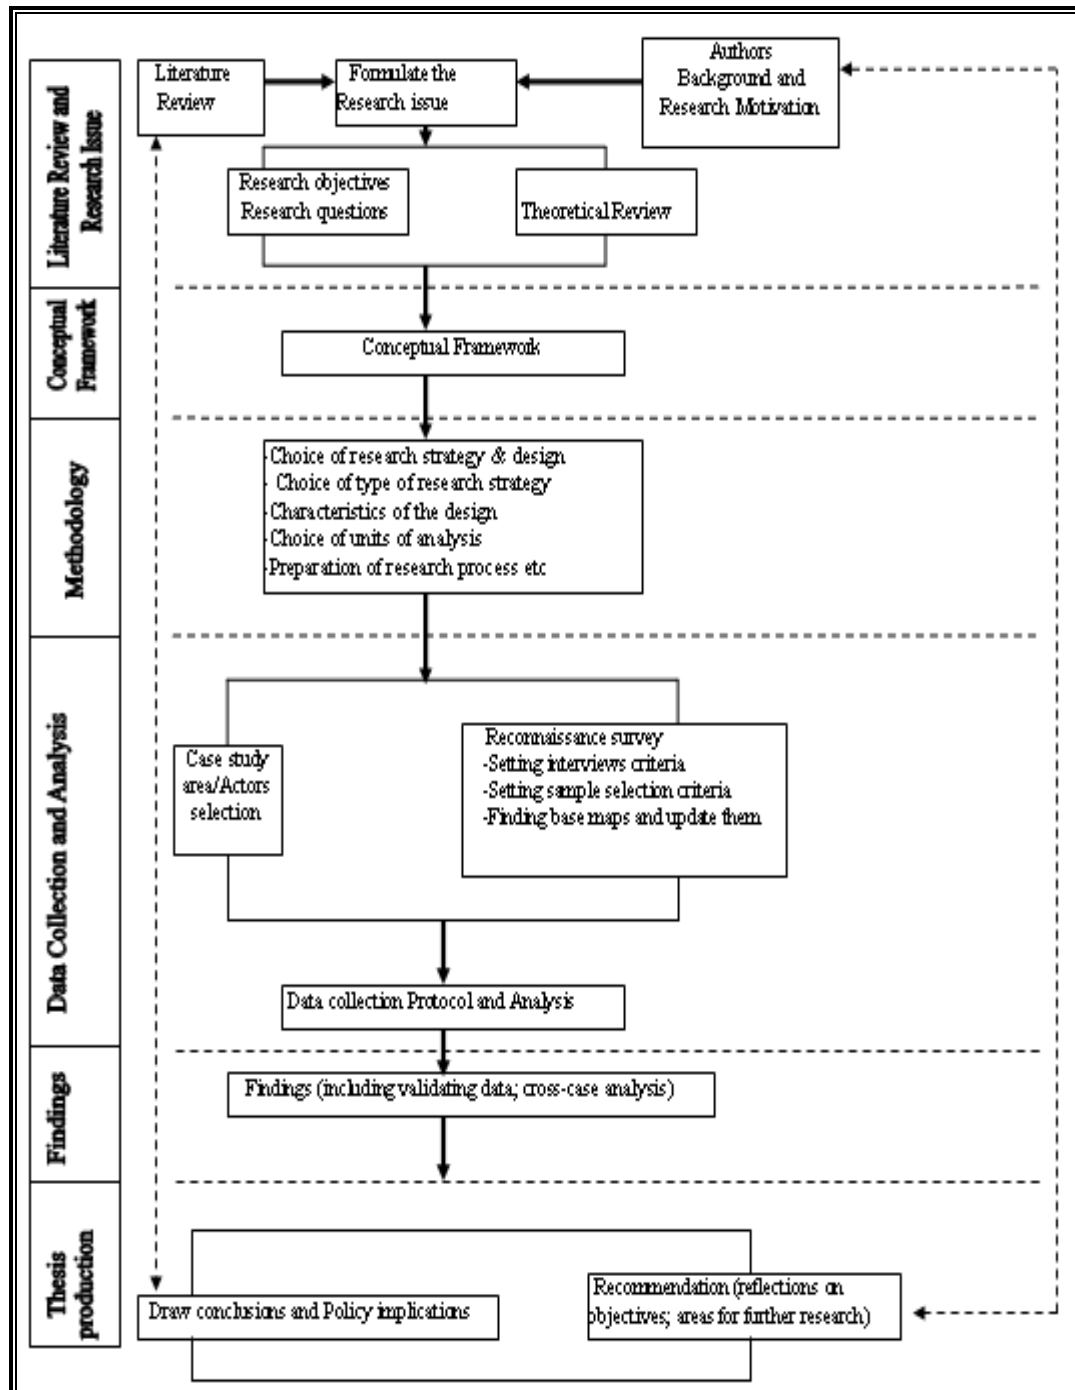 Literature Review and
Research Issue
Literature
Review
Formulate the
Research issue
Authors
Background and
Research Motivation
Research objectives
Research questions
Theoretical Review
Conceptual
Framework
Conceptual Framework
Methodology
-Choice of research strategy & design
- Choice of type of research strategy
-Characteristics of the design
-Choice of units of analysis
-Preparation of research process etc
Data Collection and Analysis
Case study
area/Actors
selection
Reconnaissance survey
-Setting interviews criteria
-Setting sample selection criteria
-Finding base maps and update them
Data collection Protocol and Analysis
Findings
Findings (including validating data; cross-case analysis)
Thesis
production
Draw conclusions and Policy implications
Recommendation (reflections on
objectives; areas for further research)